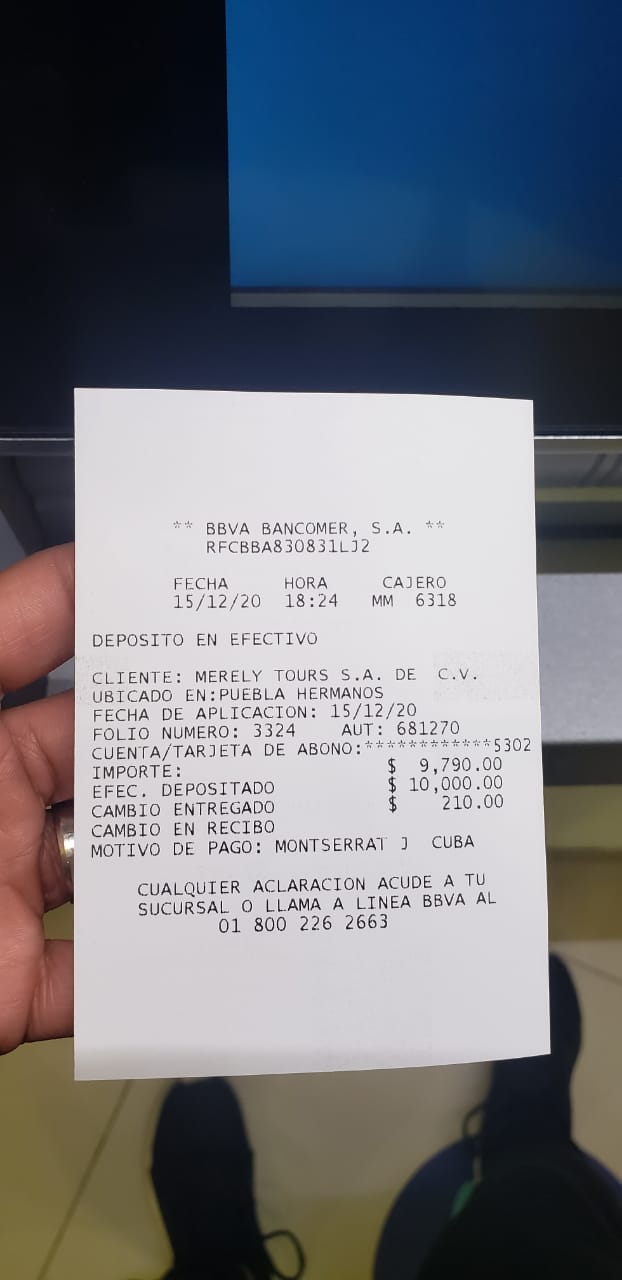 ** BBVA BANCOMER, S.A. **
RFCBBA830831LJ2
FECHA HORA CAJERO
15/12/20 18:24 MM 6318
DEPOSITO EN EFECTIVO
CLIENTE: MERELY TOURS S.A. DE C.V.
UBICADO EN:PUEBLA HERMANOS
FECHA DE APLICACION: 15/12/20
FOLIO NUMERO: 3324 AUT: 681270
CUENTA/TARJETA DE ABONO:************5302
IMPORTE: $ 9,790.00
EFEC. DEPOSITADO $ 10,000.00
CAMBIO ENTREGADO $ 210.00
CAMBIO EN RECIBO
MOTIVO DE PAGO: MONTSERRAT J CUBA
CUALQUIER ACLARACION ACUDE A TU
SUCURSAL O LLAMA A LINEA BBVA AL
01 800 226 2663